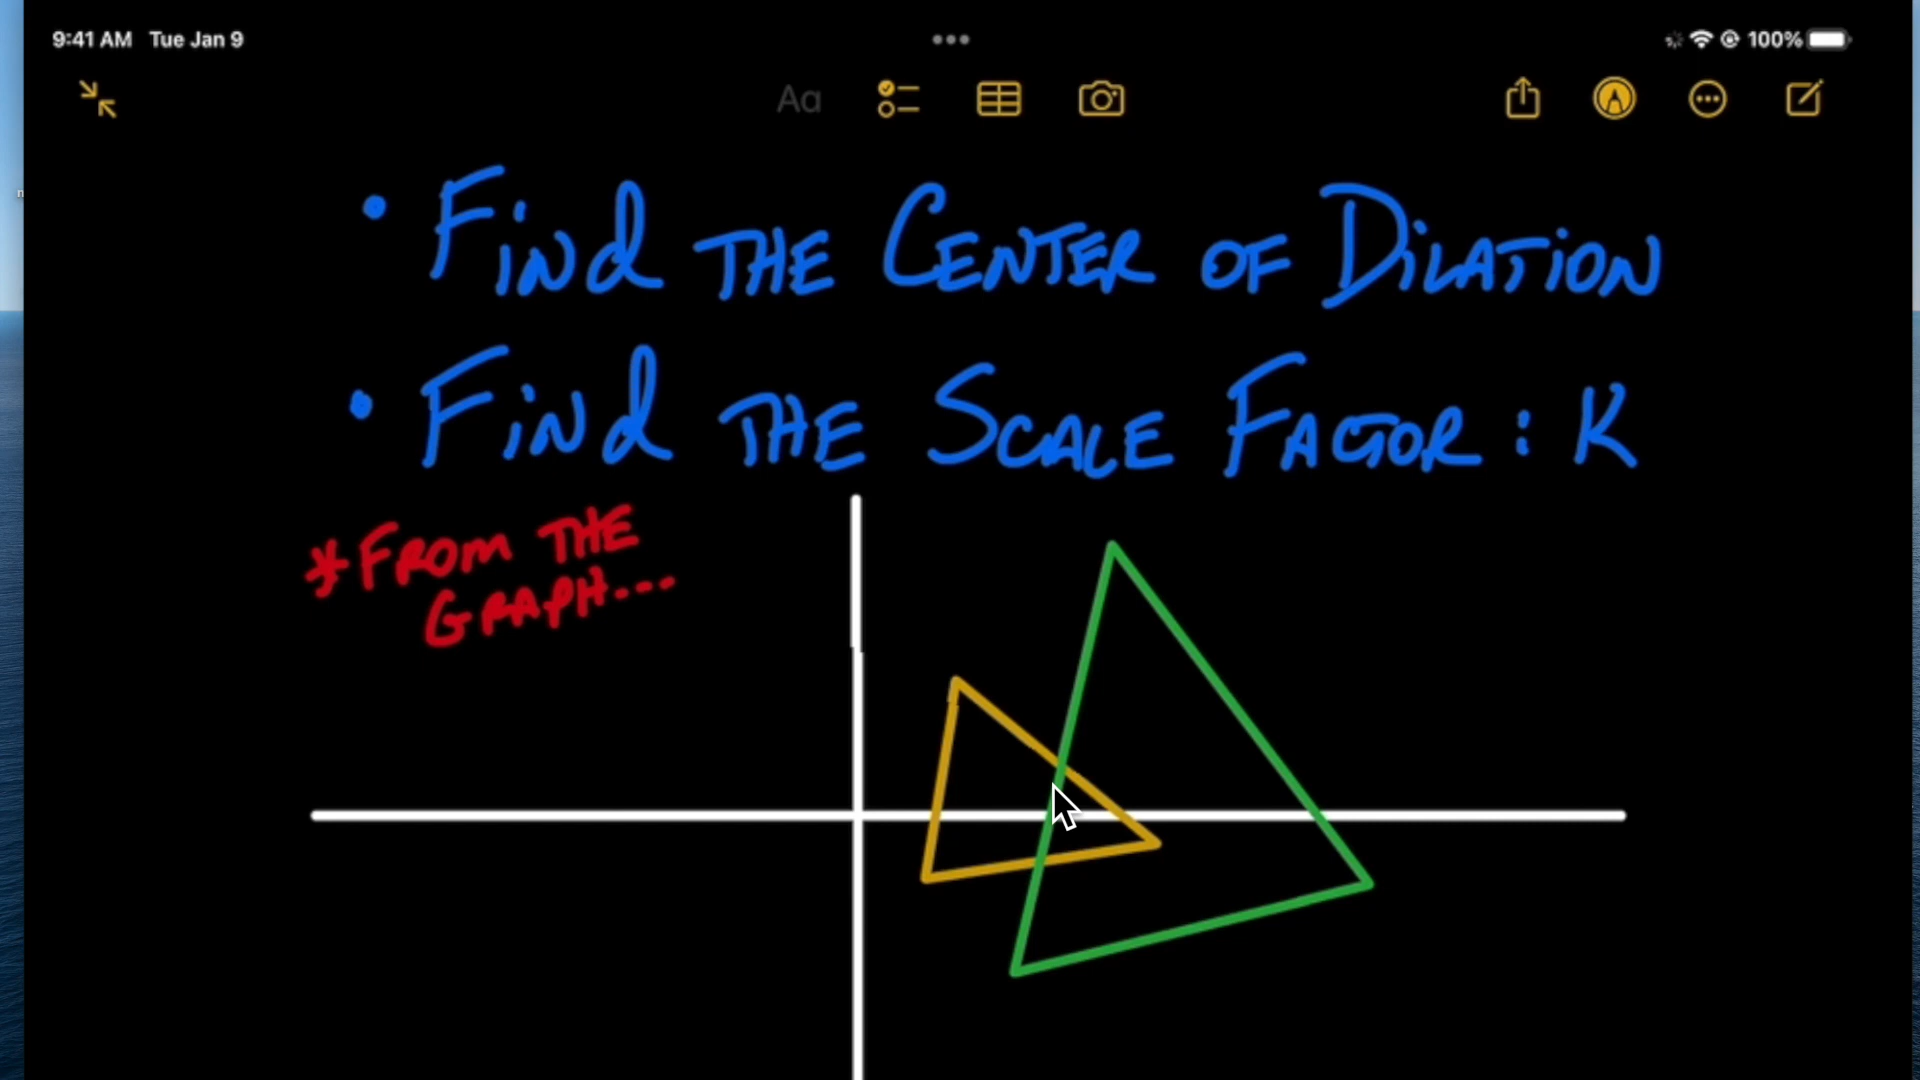 9:41 AM Tue Jan 9
100%
Aa
• Find THE CENTER OF DiLATiON
• FiNd THE SCALE FACTOR : K
* FROM THE
GRAPH...